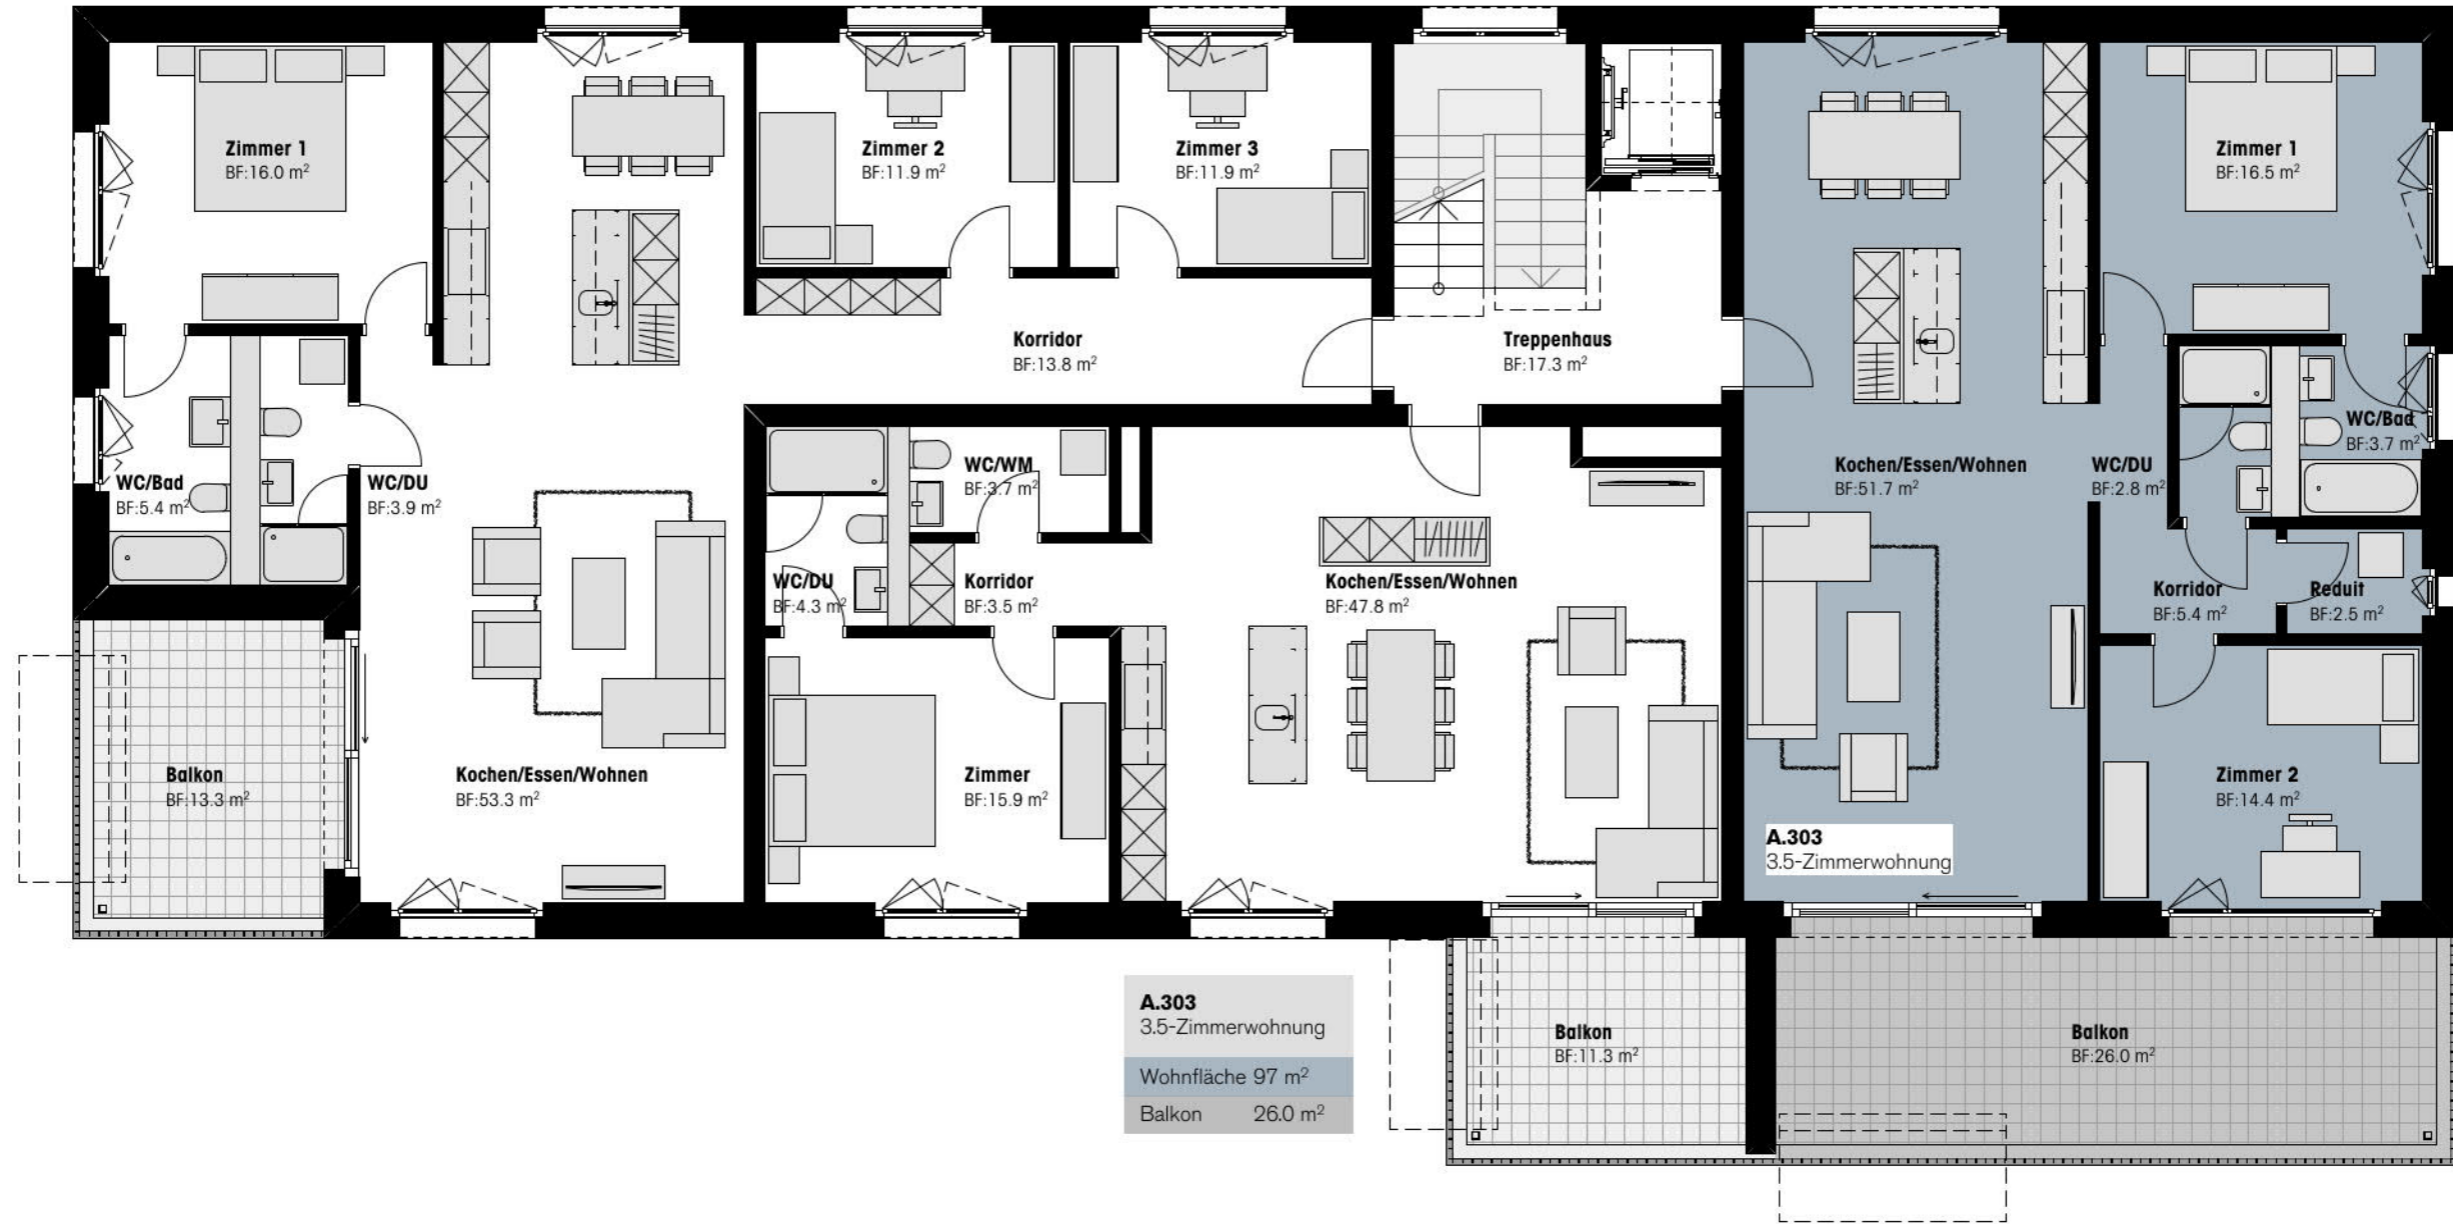 Zimmer 1
BF:16.0 m²
Zimmer 2
BF:11.9 m²
Zimmer 3
BF:11.9 m²
Zimmer 1
BF:16.5 m²
Korridor
BF:13.8 m²
Treppenhaus
BF:17.3 m²
WC/Bad
BF:5.4 m²
WC/DU
BF:3.9 m²
WC/WM
BF:3.7 m²
Kochen/Essen/Wohnen
BF:51.7 m²
WC/DU
BF:2.8 m²
WC/Bad
BF:3.7 m²
WC/DU
BF:4.3 m²
Korridor
BF:3.5 m²
Kochen/Essen/Wohnen
BF:47.8 m²
Korridor
BF:5.4 m²
Reduit
BF:2.5 m²
Balkon
BF:13.3 m²
Kochen/Essen/Wohnen
BF:53.3 m²
Zimmer
BF:15.9 m²
Zimmer 2
BF:14.4 m²
A.303
3.5-Zimmerwohnung
A.303
3.5-Zimmerwohnung
Wohnfläche 97 m²
Balkon 26.0 m²
Balkon
BF:11.3 m²
Balkon
BF:26.0 m²